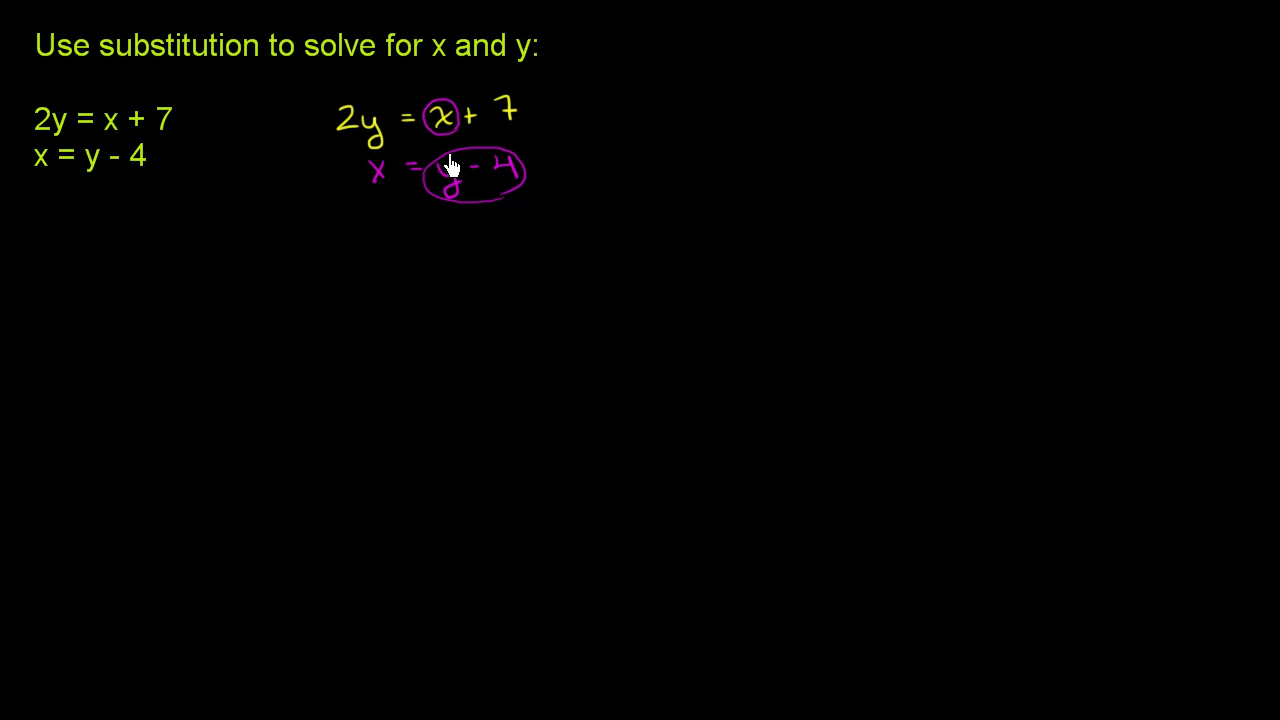 Use substitution to solve for x and y:
2y = x + 7
x = y - 4
2y = x + 7
x = y - 4